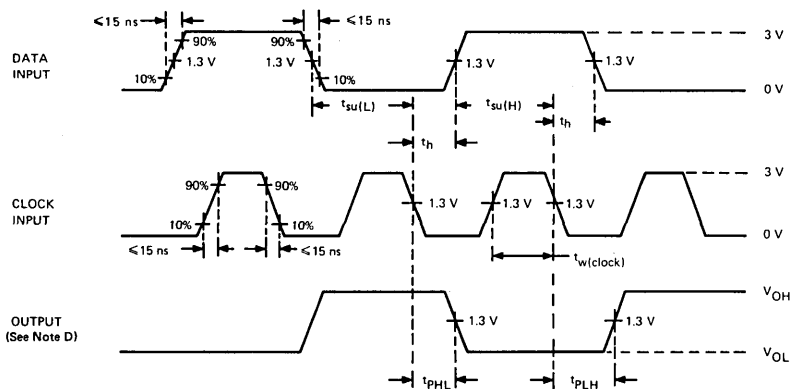 ≤15 ns ≤15 ns
90% 90% 3 V
DATA INPUT 1.3 V 1.3 V 1.3 V 1.3 V
10% 10% 0 V
tsu(L) tsu(H)
th th
3 V
90% 90%
CLOCK INPUT 1.3 V 1.3 V 1.3 V
10% 10% 0 V
≤15 ns ≤15 ns
tw(clock)
VOH
OUTPUT 1.3 V 1.3 V
(See Note D)
VOL
tPHL tPLH